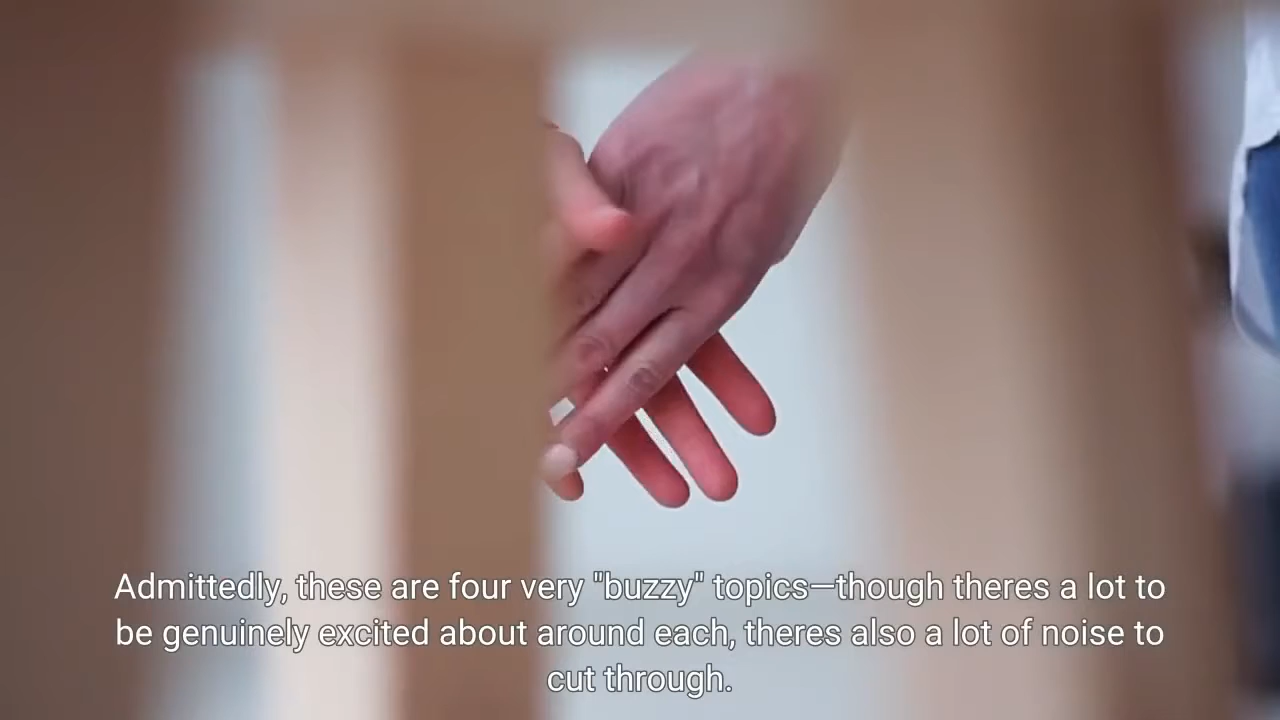 Admittedly, these are four very "buzzy" topics—though theres a lot to
be genuinely excited about around each, theres also a lot of noise to
cut through.